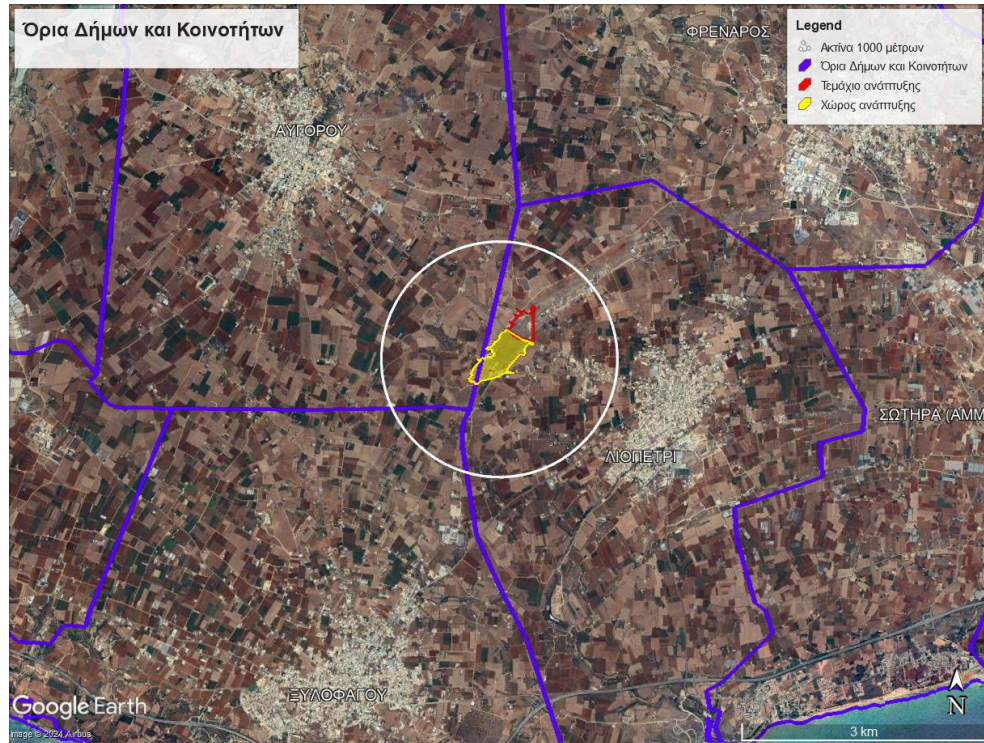 Όρια Δήμων και Κοινοτήτων
Legend
Ακτίνα 1000 μέτρων
Όρια Δήμων και Κοινοτήτων
Τεμάχιο ανάπτυξης
Χώρος ανάπτυξης
ΦΡΕΝΑΡΟΣ
ΑΥΓΟΡΟΥ
ΣΩΤΗΡΑ (ΑΜΜ
ΛΙΟΠΕΤΡΙ
ΞΥΛΟΦΑΓΟΥ
Google Earth
Image © 2024 Airbus
N
3 km